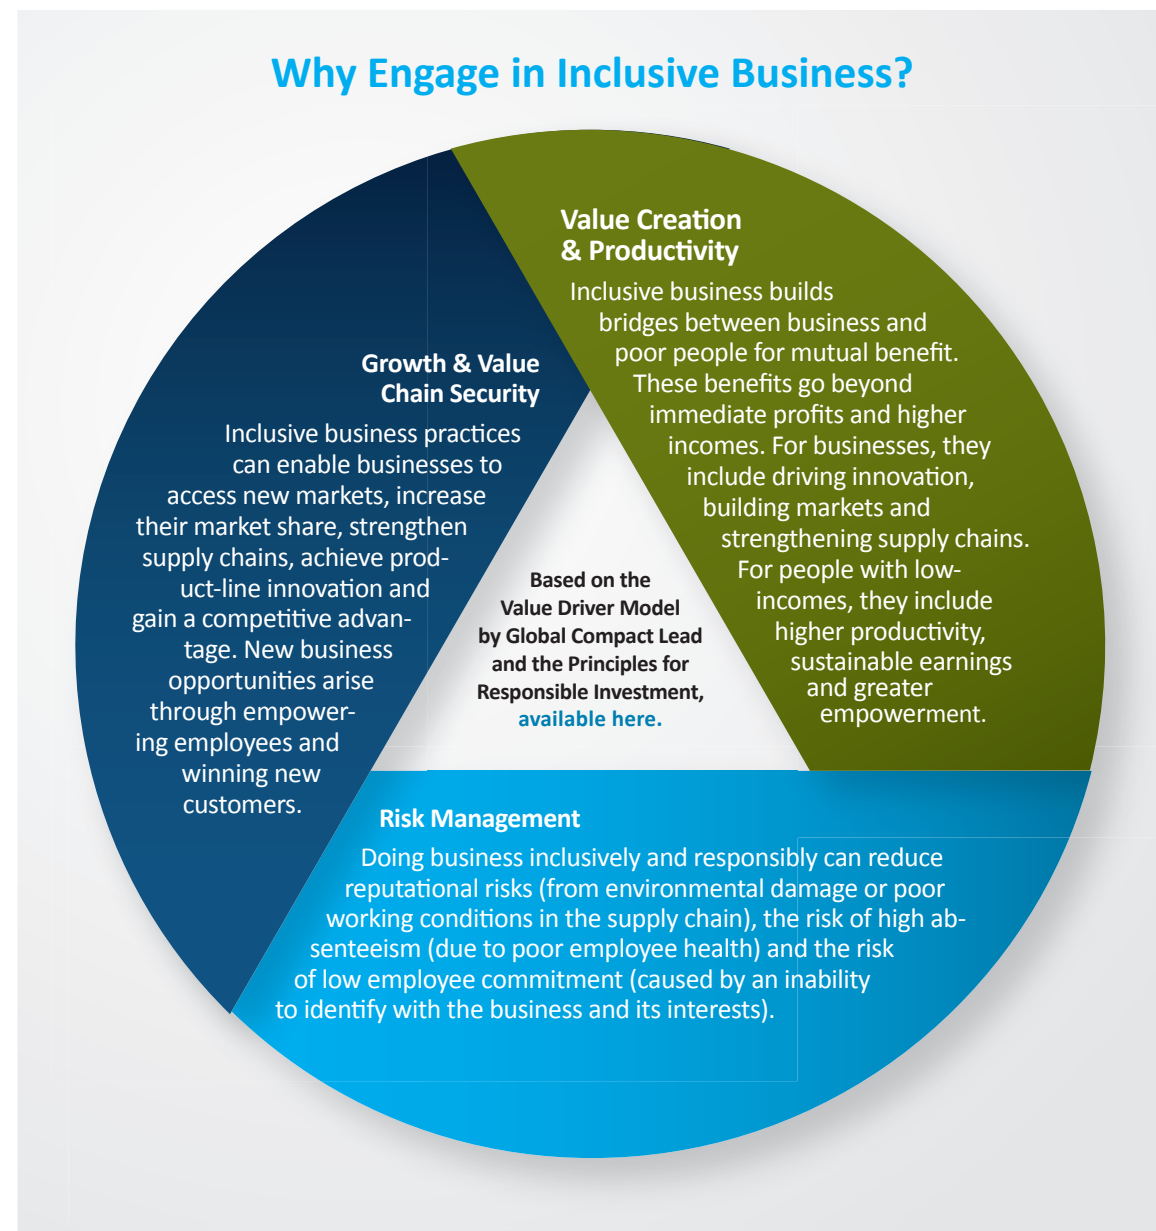 Why Engage in Inclusive Business?
Value Creation
& Productivity
Inclusive business builds
bridges between business and
poor people for mutual benefit.
These benefits go beyond
immediate profits and higher
incomes. For businesses, they
include driving innovation,
building markets and
strengthening supply chains.
For people with low-
incomes, they include
higher productivity,
sustainable earnings
and greater
empowerment.
Growth & Value
Chain Security
Inclusive business practices
can enable businesses to
access new markets, increase
their market share, strengthen
supply chains, achieve prod-
uct-line innovation and
gain a competitive advan-
tage. New business
opportunities arise
through empower-
ing employees and
winning new
customers.
Based on the
Value Driver Model
by Global Compact Lead
and the Principles for
Responsible Investment,
available here.
Risk Management
Doing business inclusively and responsibly can reduce
reputational risks (from environmental damage or poor
working conditions in the supply chain), the risk of high ab-
senteeism (due to poor employee health) and the risk
of low employee commitment (caused by an inability
to identify with the business and its interests).